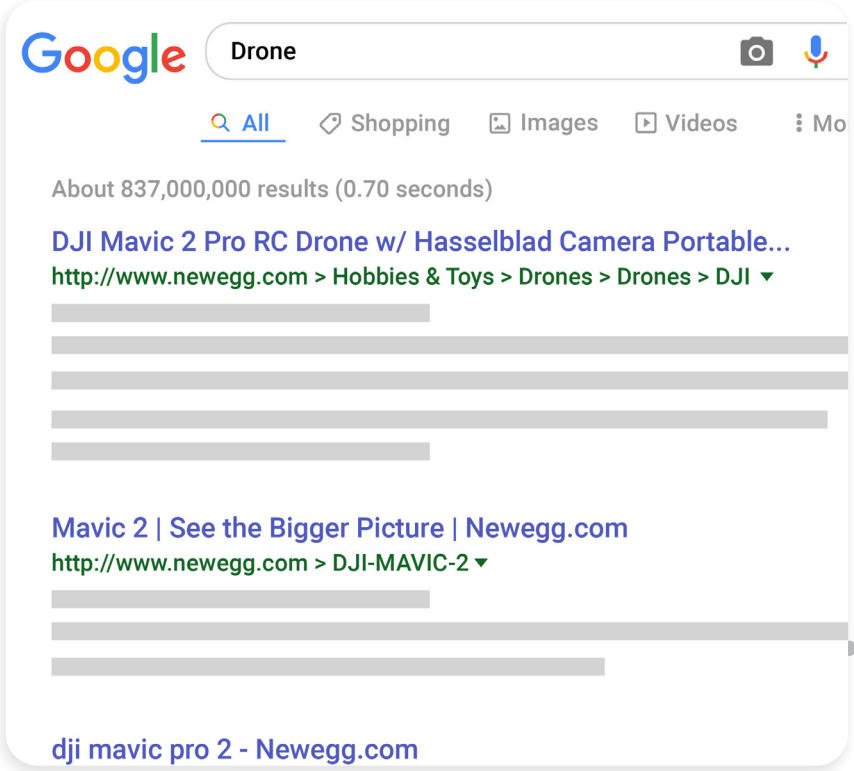 Google Drone
All Shopping Images Videos Mo
About 837,000,000 results (0.70 seconds)
DJI Mavic 2 Pro RC Drone w/ Hasselblad Camera Portable...
http://www.newegg.com > Hobbies & Toys > Drones > Drones > DJI
Mavic 2 | See the Bigger Picture | Newegg.com
http://www.newegg.com > DJI-MAVIC-2
dji mavic pro 2 - Newegg.com